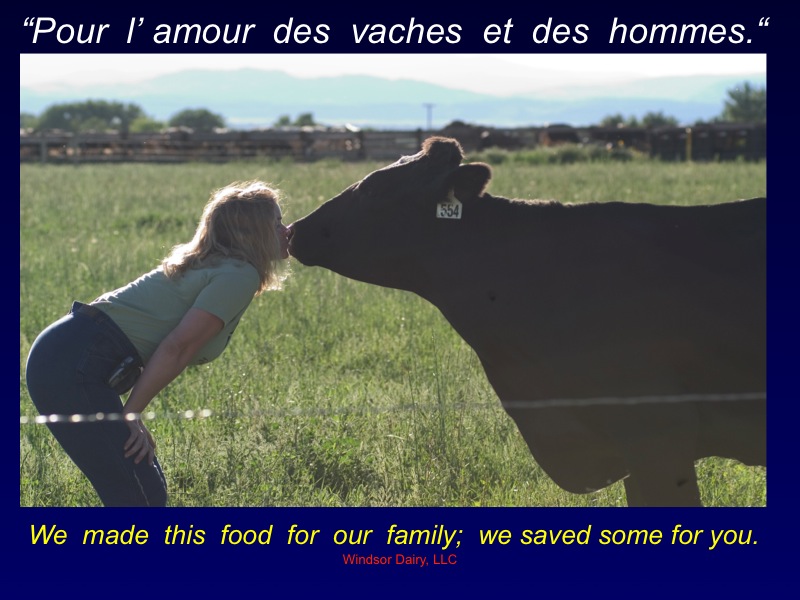 “Pour l’ amour des vaches et des hommes.“
554
We made this food for our family; we saved some for you.
Windsor Dairy, LLC